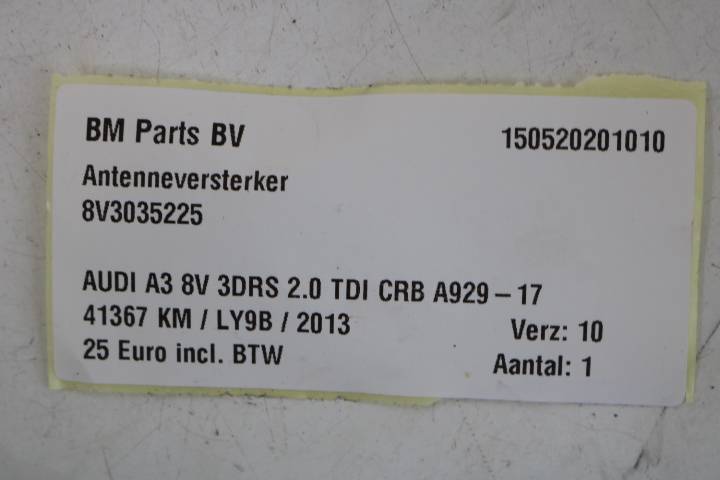 BM Parts BV 150520201010
Antenneversterker
8V3035225
AUDI A3 8V 3DRS 2.0 TDI CRB A929 – 17
41367 KM / LY9B / 2013 Verz: 10
25 Euro incl. BTW Aantal: 1